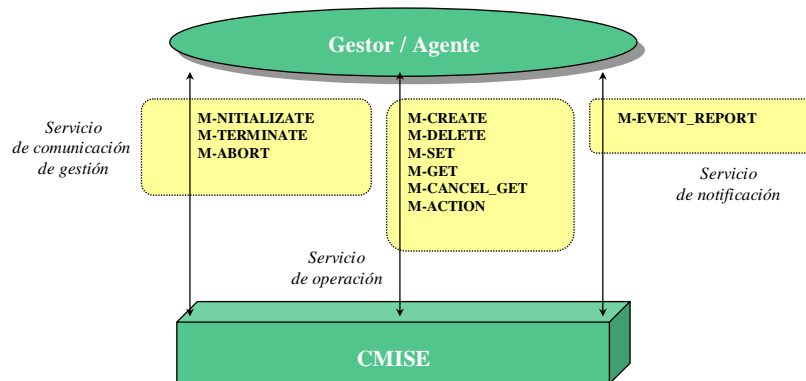 Gestor / Agente
Servicio
de comunicación
de gestión
M-NITIALIZATE
M-TERMINATE
M-ABORT
M-CREATE
M-DELETE
M-SET
M-GET
M-CANCEL_GET
M-ACTION
M-EVENT_REPORT
Servicio
de notificación
Servicio
de operación
CMISE